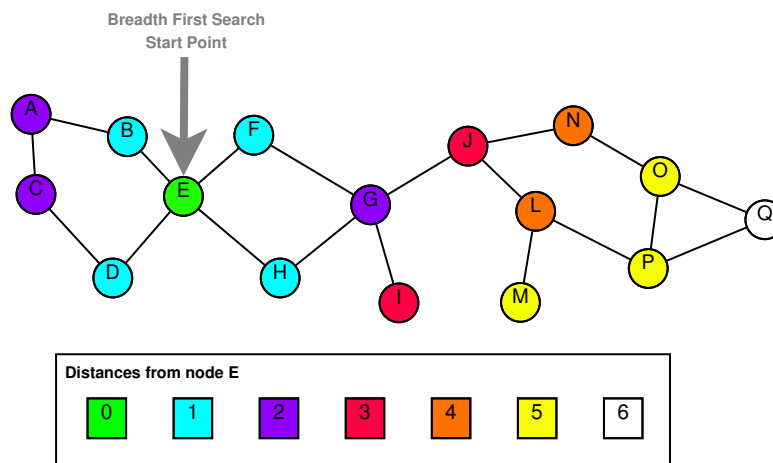 Breadth First Search
Start Point
A
B
F
J
N
C
E
G
O
L
Q
D
H
I
M
P
Distances from node E
0 1 2 3 4 5 6